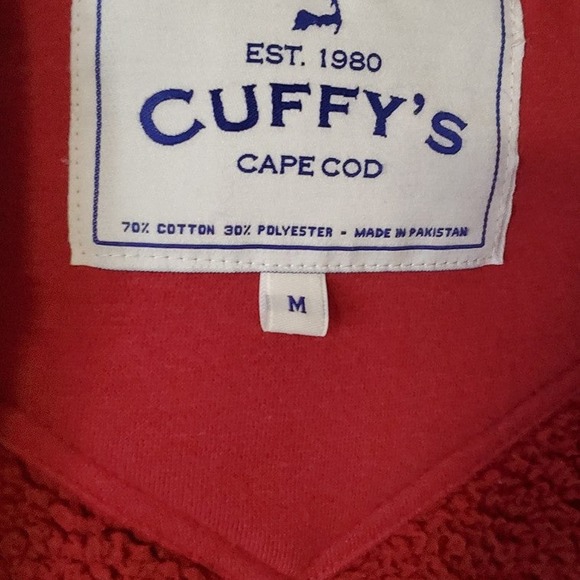 EST. 1980
CUFFY'S
CAPE COD
70% COTTON 30% POLYESTER - MADE IN PAKISTAN
M